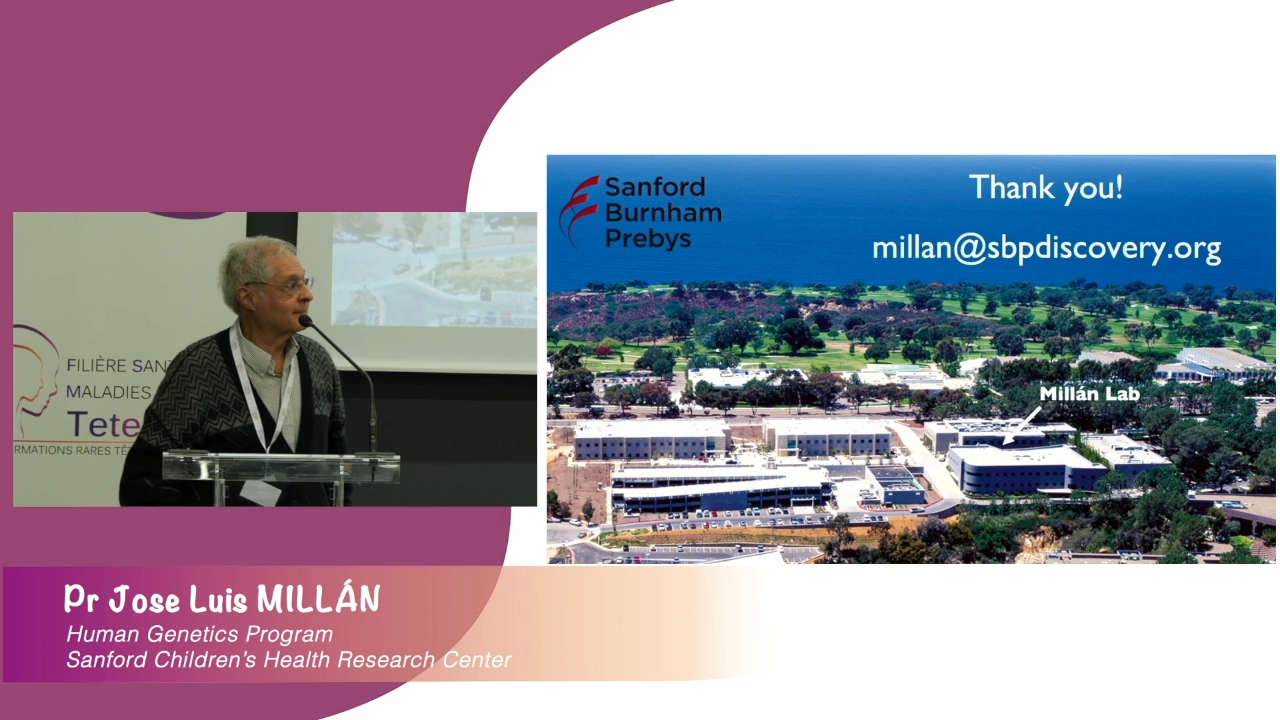 Sanford
Burnham
Prebys
Thank you!
millan@sbpdiscovery.org
Millán Lab
FILIÈRE SANT
MALADIES
Tete
RMATIONS RARES TÊ
Pr Jose Luis MILLÁN
Human Genetics Program
Sanford Children's Health Research Center